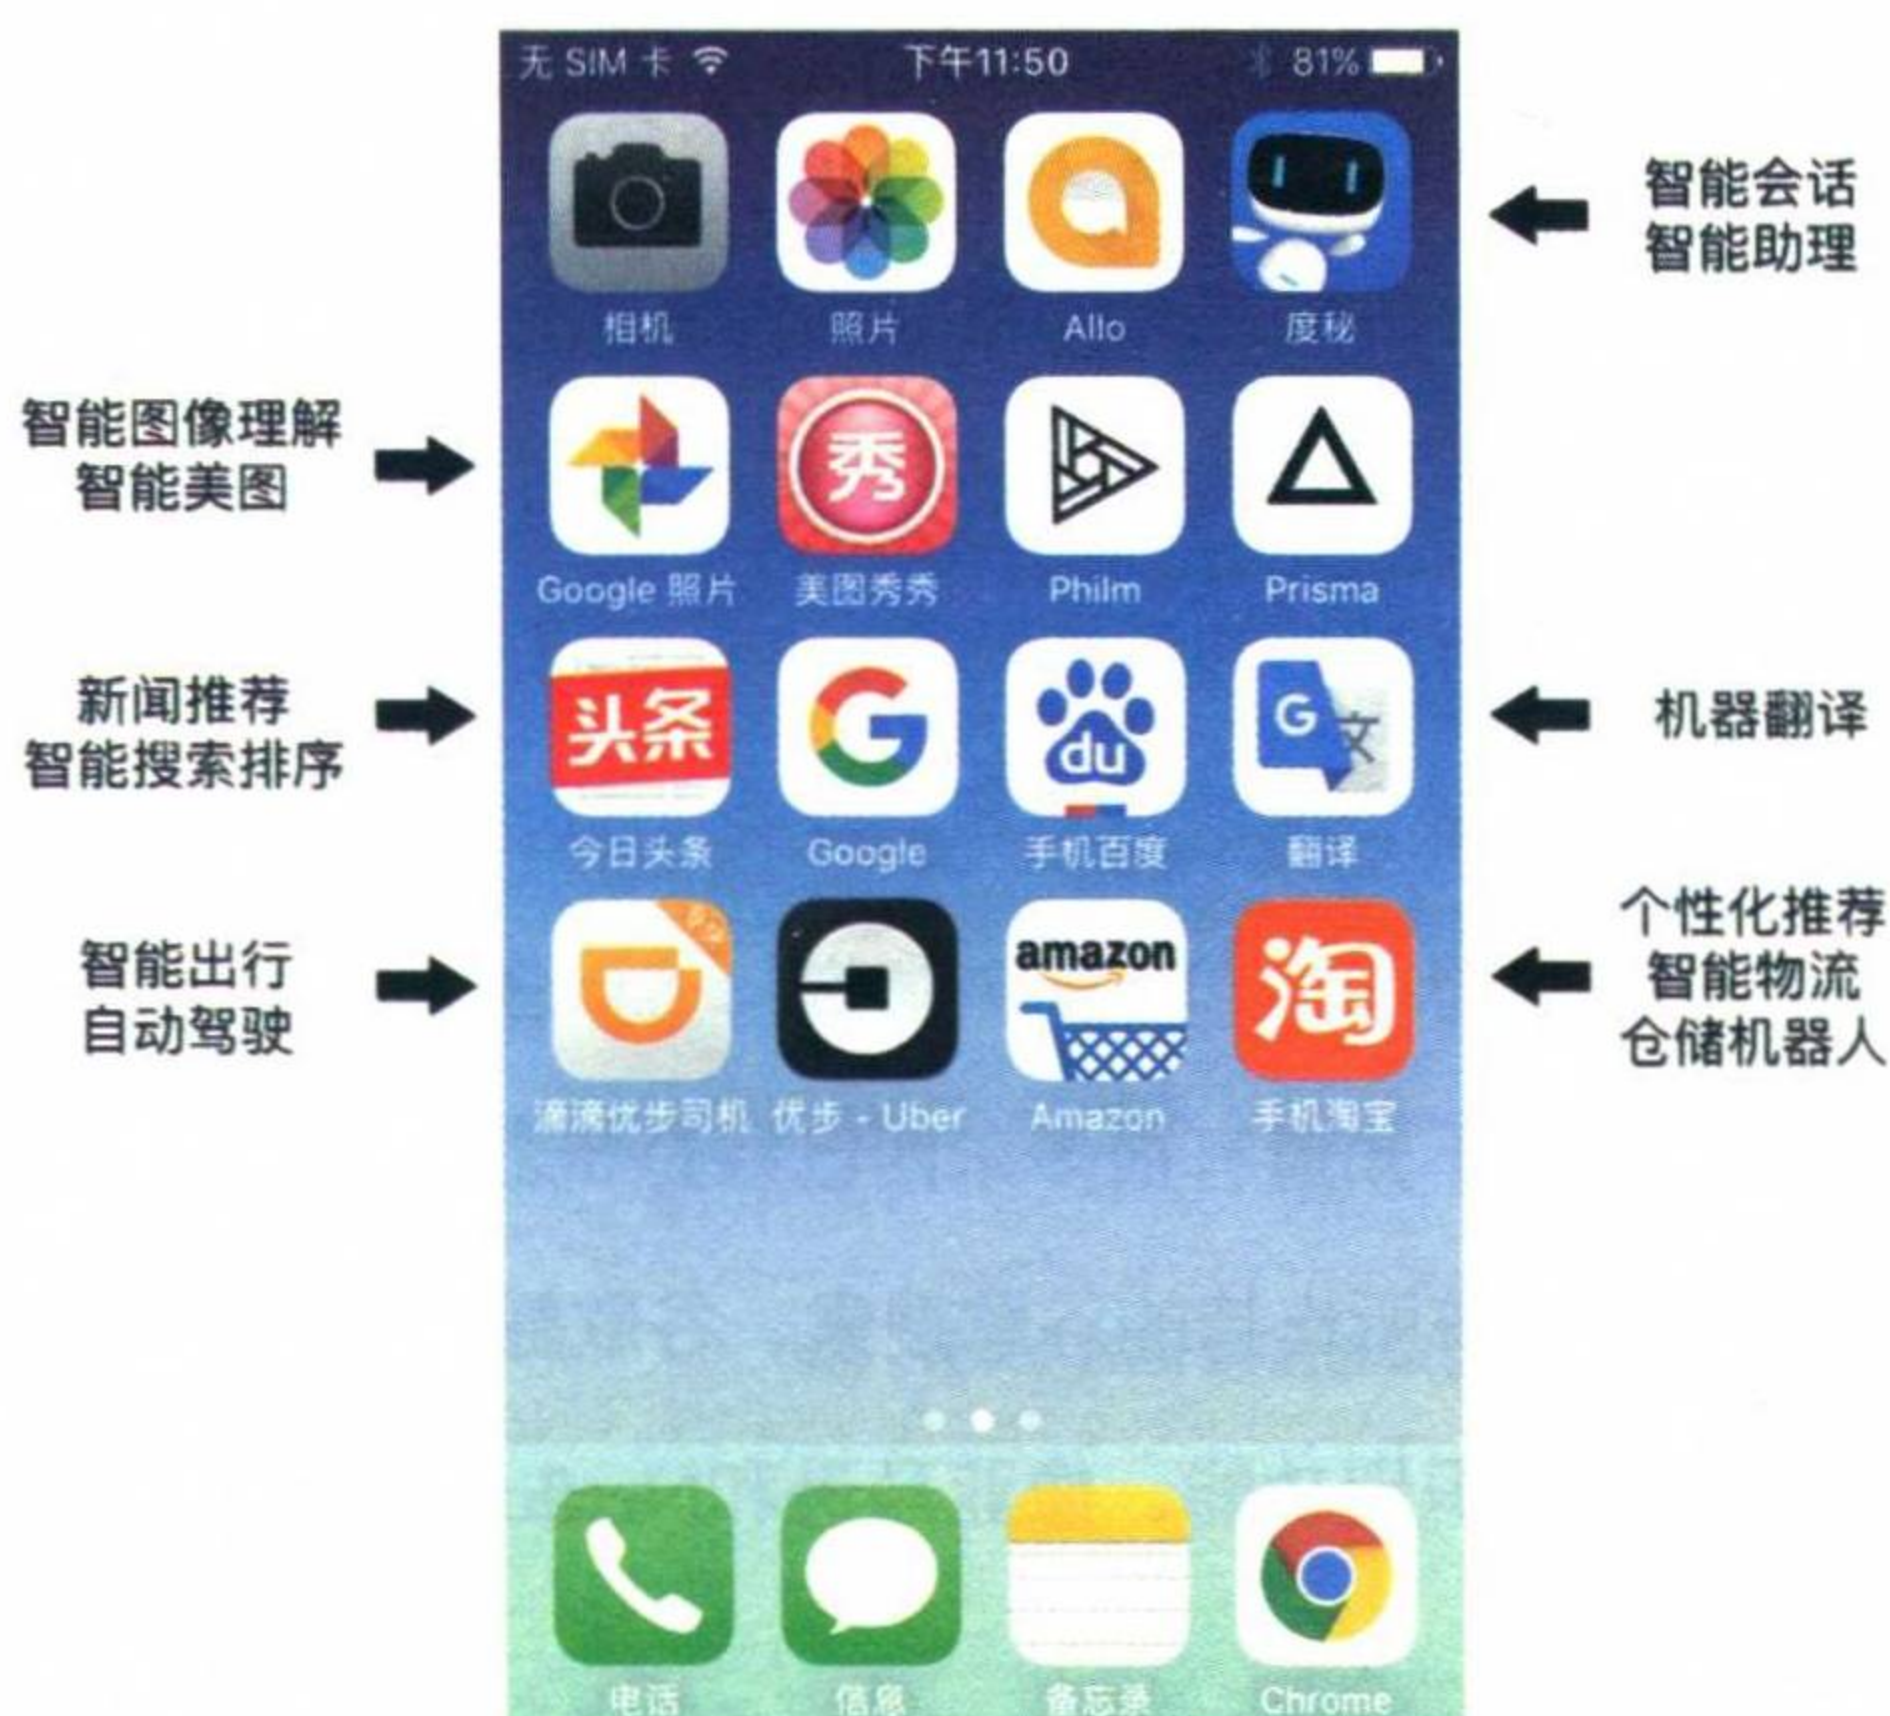 无 SIM 卡 下午11:50 81%
相机 照片 Allo 度秘
智能会话
智能助理
智能图像理解
智能美图
秀
Google 照片 美图秀秀 Philm Prisma
新闻推荐
智能搜索排序
头条 G du G 文
机器翻译
今日头条 Google 手机百度 翻译
智能出行
自动驾驶
amazon 淘
个性化推荐
智能物流
仓储机器人
滴滴优步司机 优步 - Uber Amazon 手机淘宝
电话 信息 备忘录 Chrome